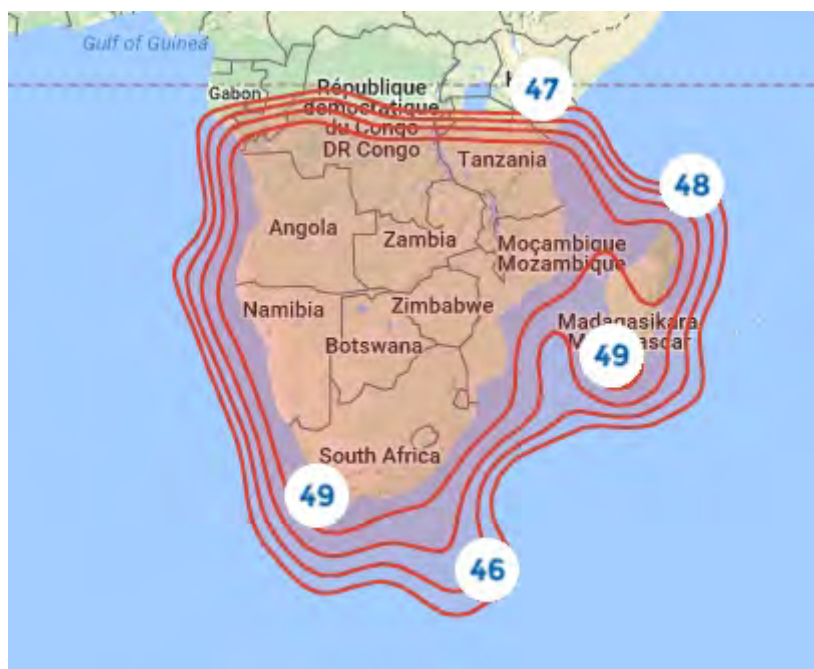 Gulf of Guinea
47
Gabon
République
démocratique
du Congo
DR Congo
Tanzania
48
Angola
Zambia
Moçambique
Mozambique
Namibia
Zimbabwe
Botswana
Madagasikara
49
South Africa
49
46